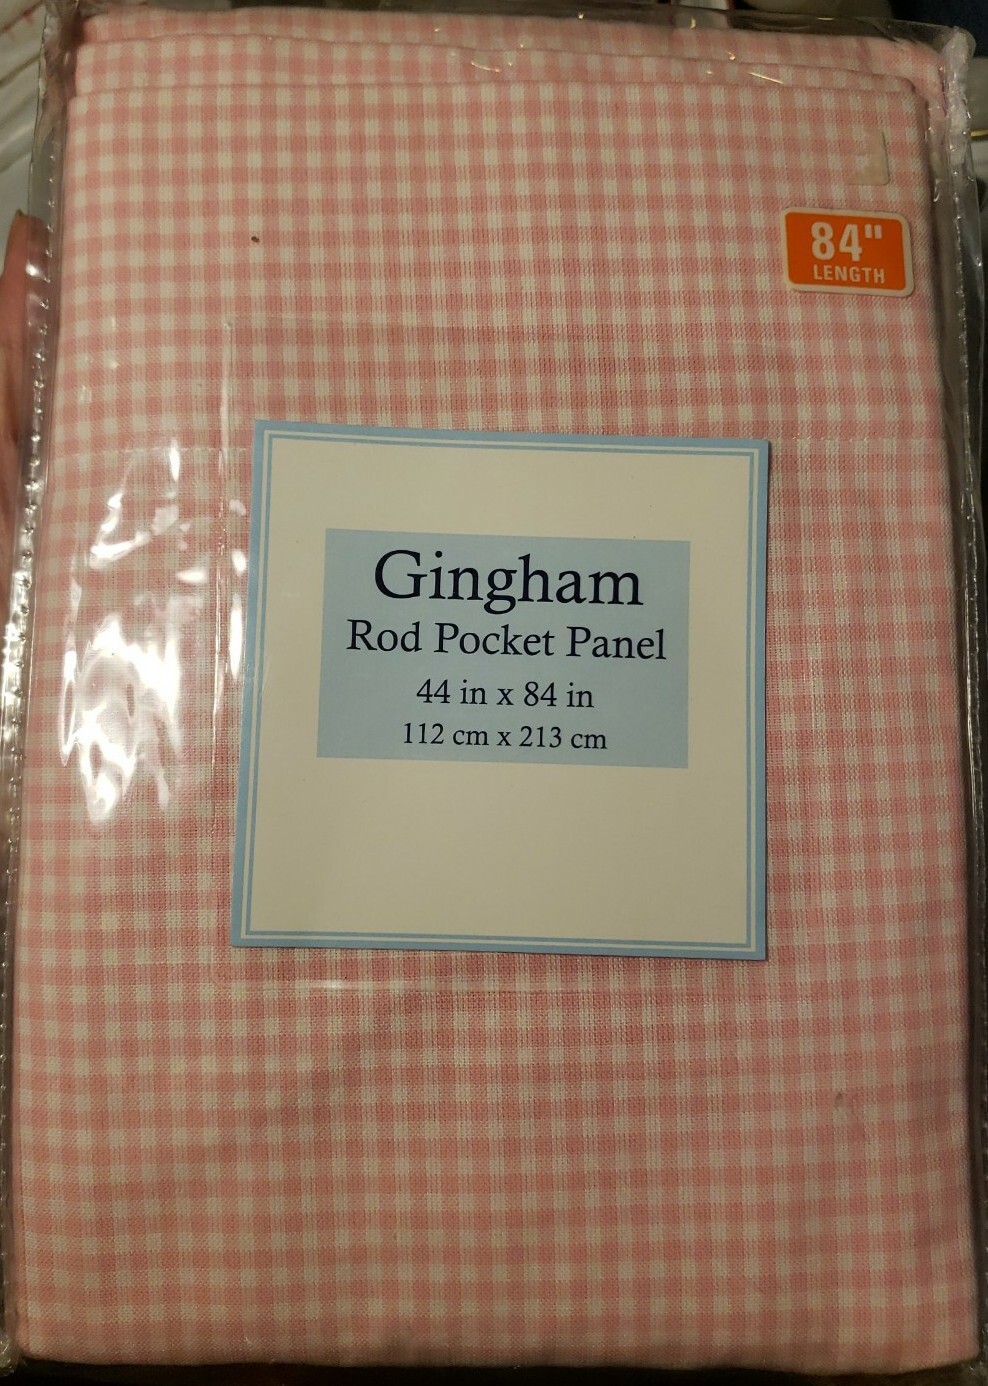 84"
LENGTH
Gingham
Rod Pocket Panel
44 in x 84 in
112 cm x 213 cm